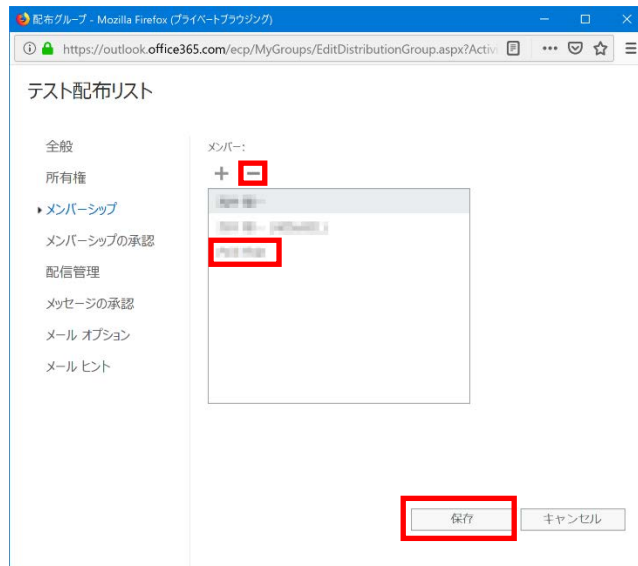 配布グループ - Mozilla Firefox (プライベートブラウジング)
https://outlook.office365.com/ecp/MyGroups/EditDistributionGroup.aspx?Activi
テスト配布リスト
全般
所有権
メンバーシップ
メンバーシップの承認
配信管理
メッセージの承認
メール オプション
メール ヒント
メンバー:
保存
キャンセル